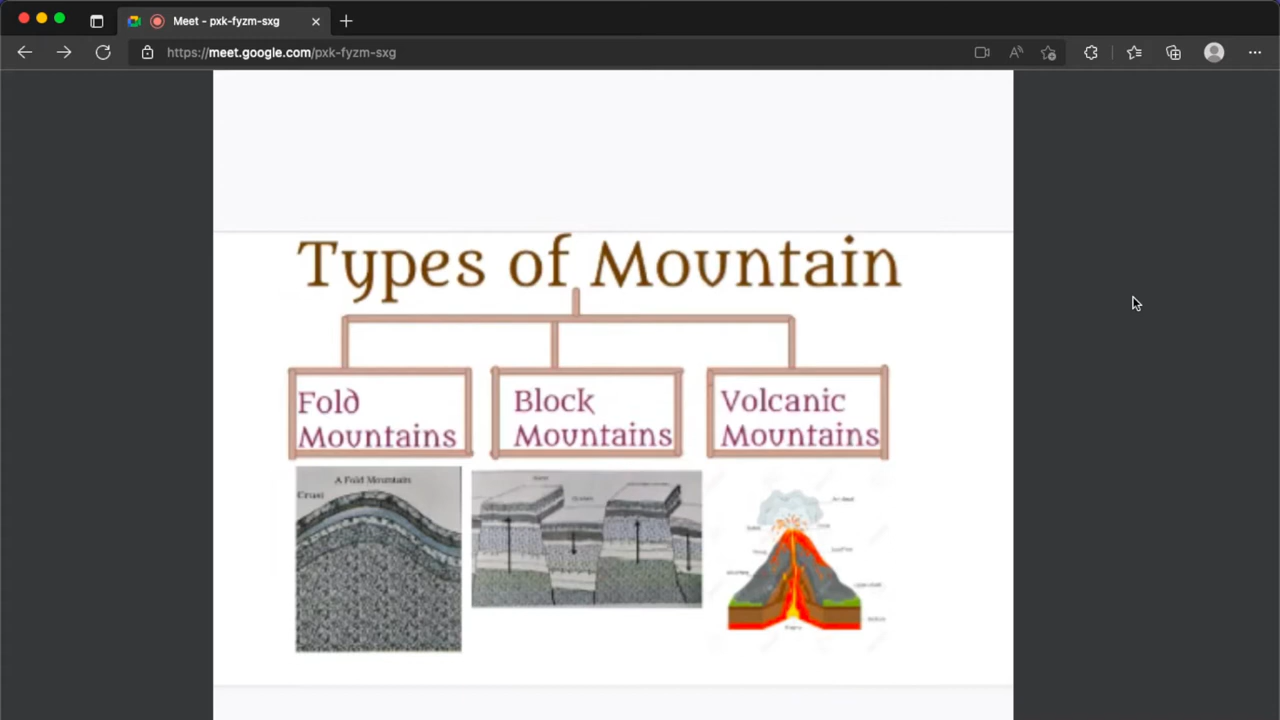 Meet - pxk-fyzm-sxg
https://meet.google.com/pxk-fyzm-sxg
Types of Mountain
Fold
Mountains
Block
Mountains
Volcanic
Mountains
A Fold Mountain
Crust